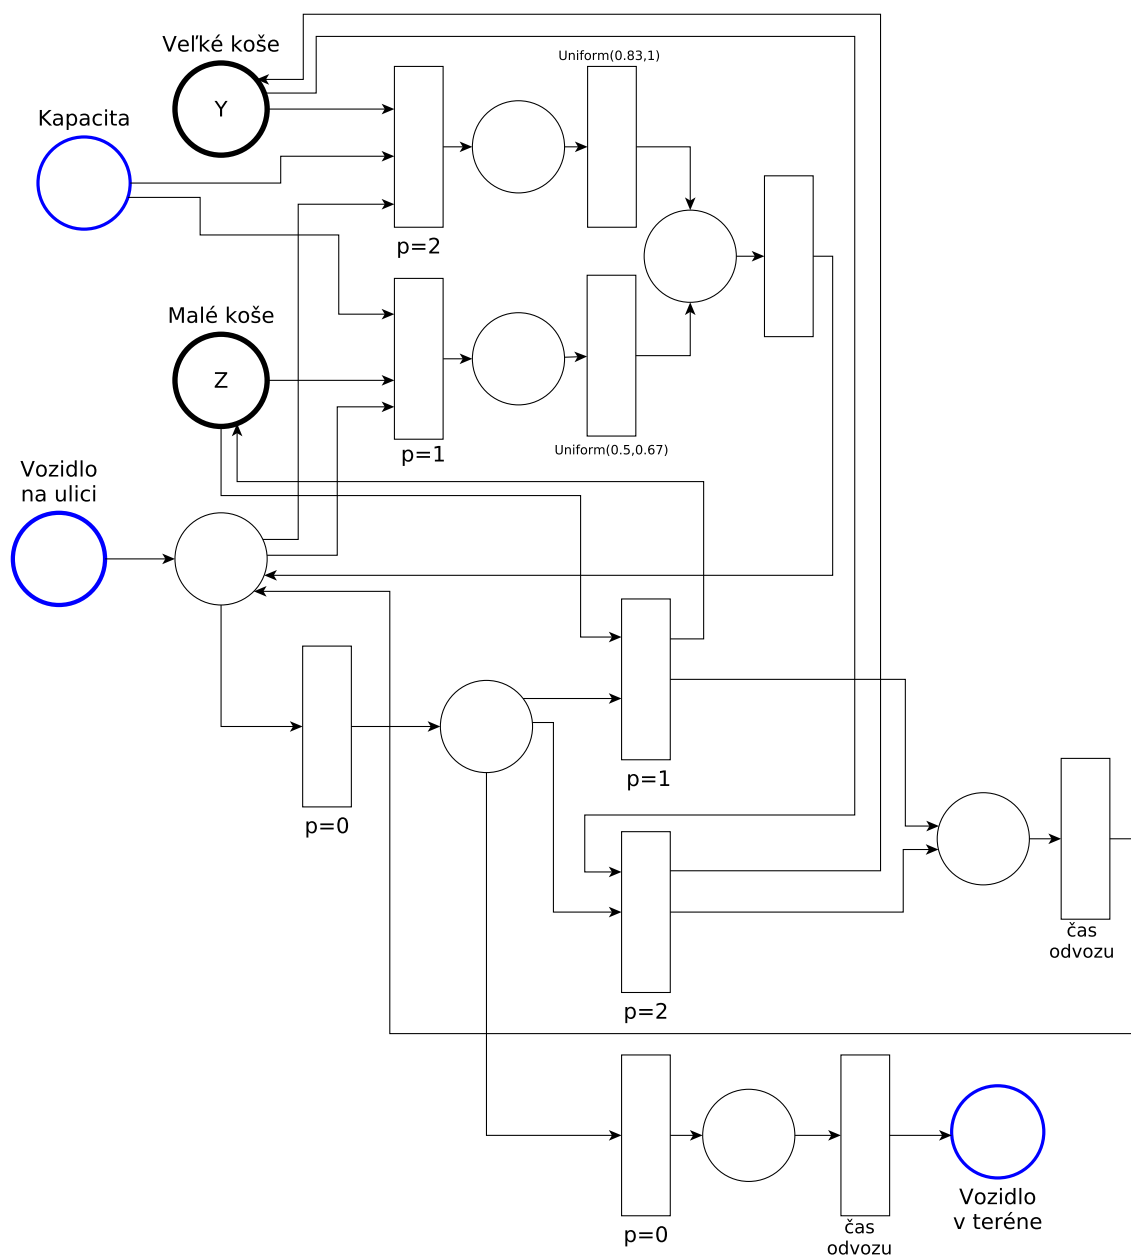 Veľké koše
Uniform(0.83,1)
Y
Kapacita
p=2
Malé koše
Z
p=1
Uniform(0.5,0.67)
Vozidlo
na ulici
p=1
p=0
čas
odvozu
p=2
Vozidlo
v teréne
p=0
čas
odvozu